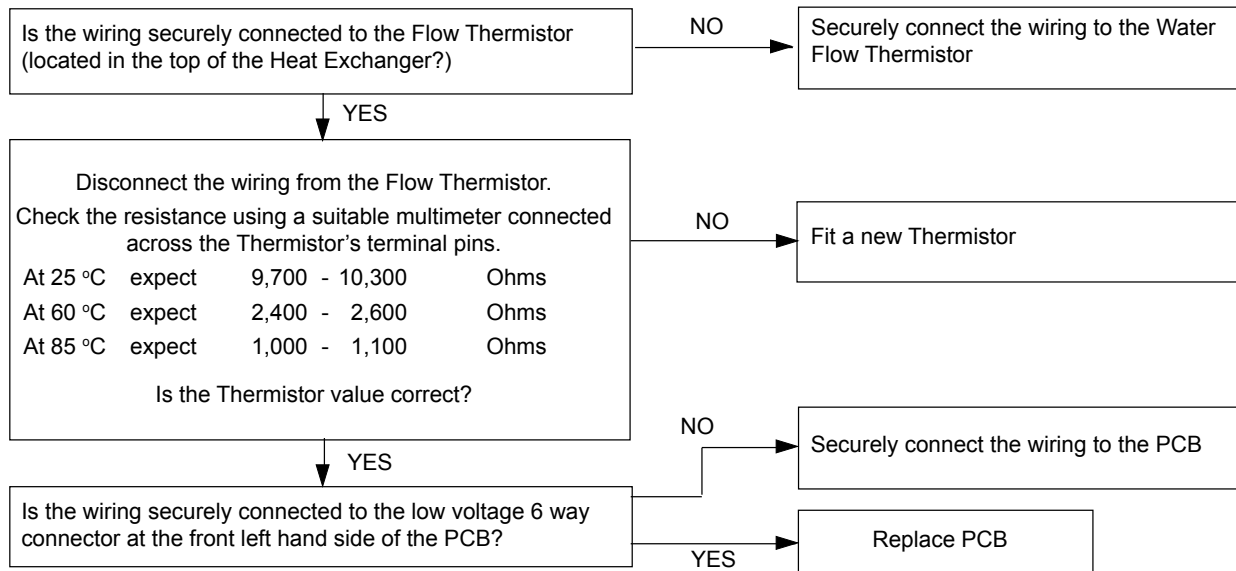 Is the wiring securely connected to the Flow Thermistor
(located in the top of the Heat Exchanger?)
NO
Securely connect the wiring to the Water
Flow Thermistor
YES
Disconnect the wiring from the Flow Thermistor.
Check the resistance using a suitable multimeter connected
across the Thermistor's terminal pins.
At 25 °C expect 9,700 - 10,300 Ohms
At 60 °C expect 2,400 - 2,600 Ohms
At 85 °C expect 1,000 - 1,100 Ohms
Is the Thermistor value correct?
NO
Fit a new Thermistor
YES
Is the wiring securely connected to the low voltage 6 way
connector at the front left hand side of the PCB?
NO
Securely connect the wiring to the PCB
YES
Replace PCB